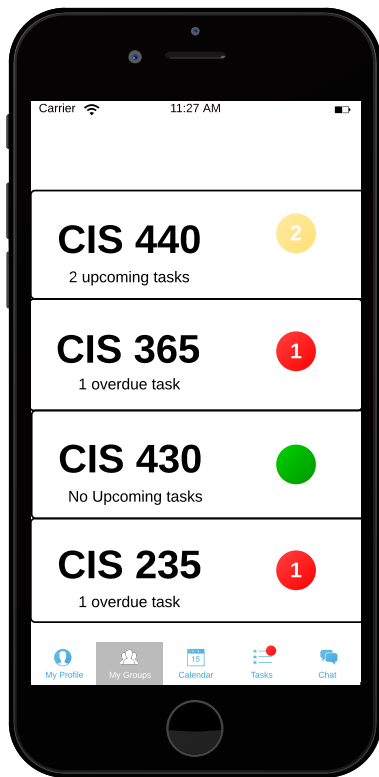 Carrier 11:27 AM
CIS 440
2
2 upcoming tasks
CIS 365
1
1 overdue task
CIS 430
No Upcoming tasks
CIS 235
1
1 overdue task
15
My Profile My Groups Calendar Tasks Chat